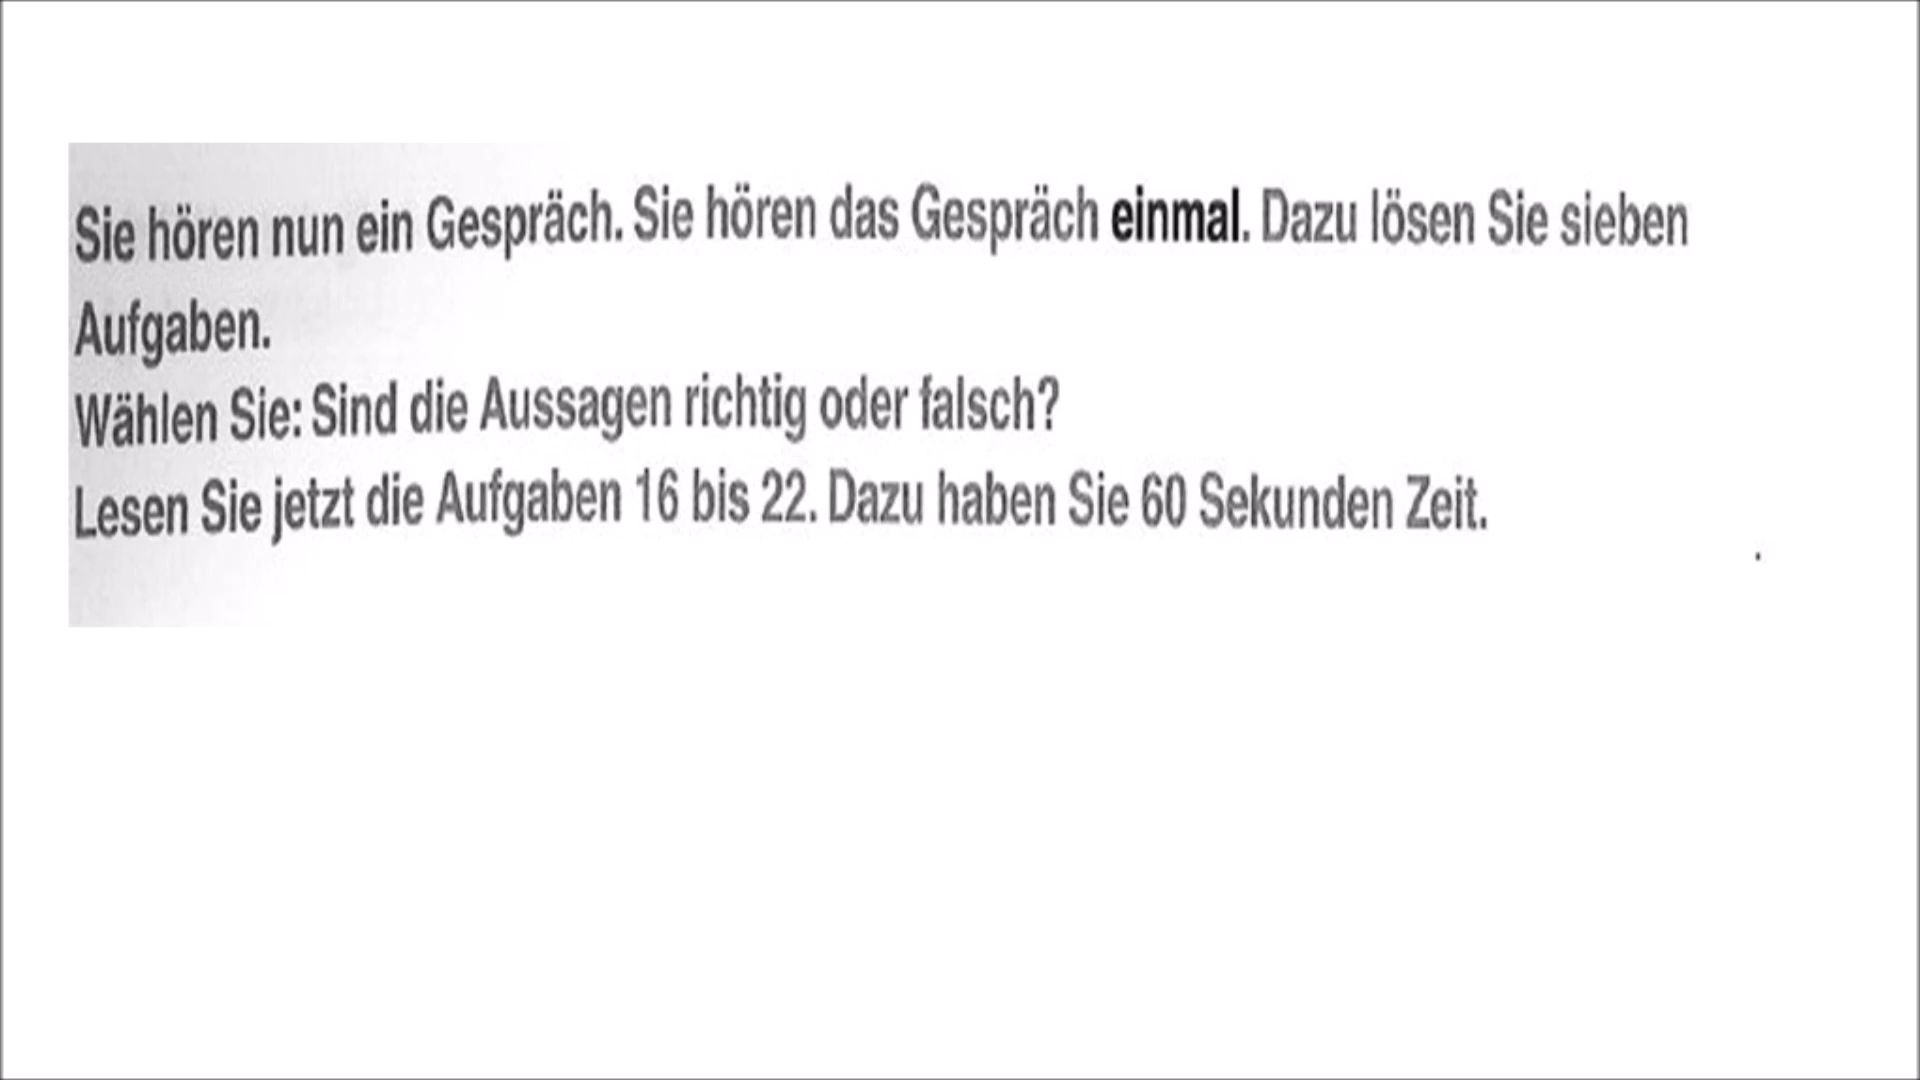 Sie hören nun ein Gespräch. Sie hören das Gespräch einmal. Dazu lösen Sie sieben
Aufgaben.
Wählen Sie: Sind die Aussagen richtig oder falsch?
Lesen Sie jetzt die Aufgaben 16 bis 22. Dazu haben Sie 60 Sekunden Zeit.